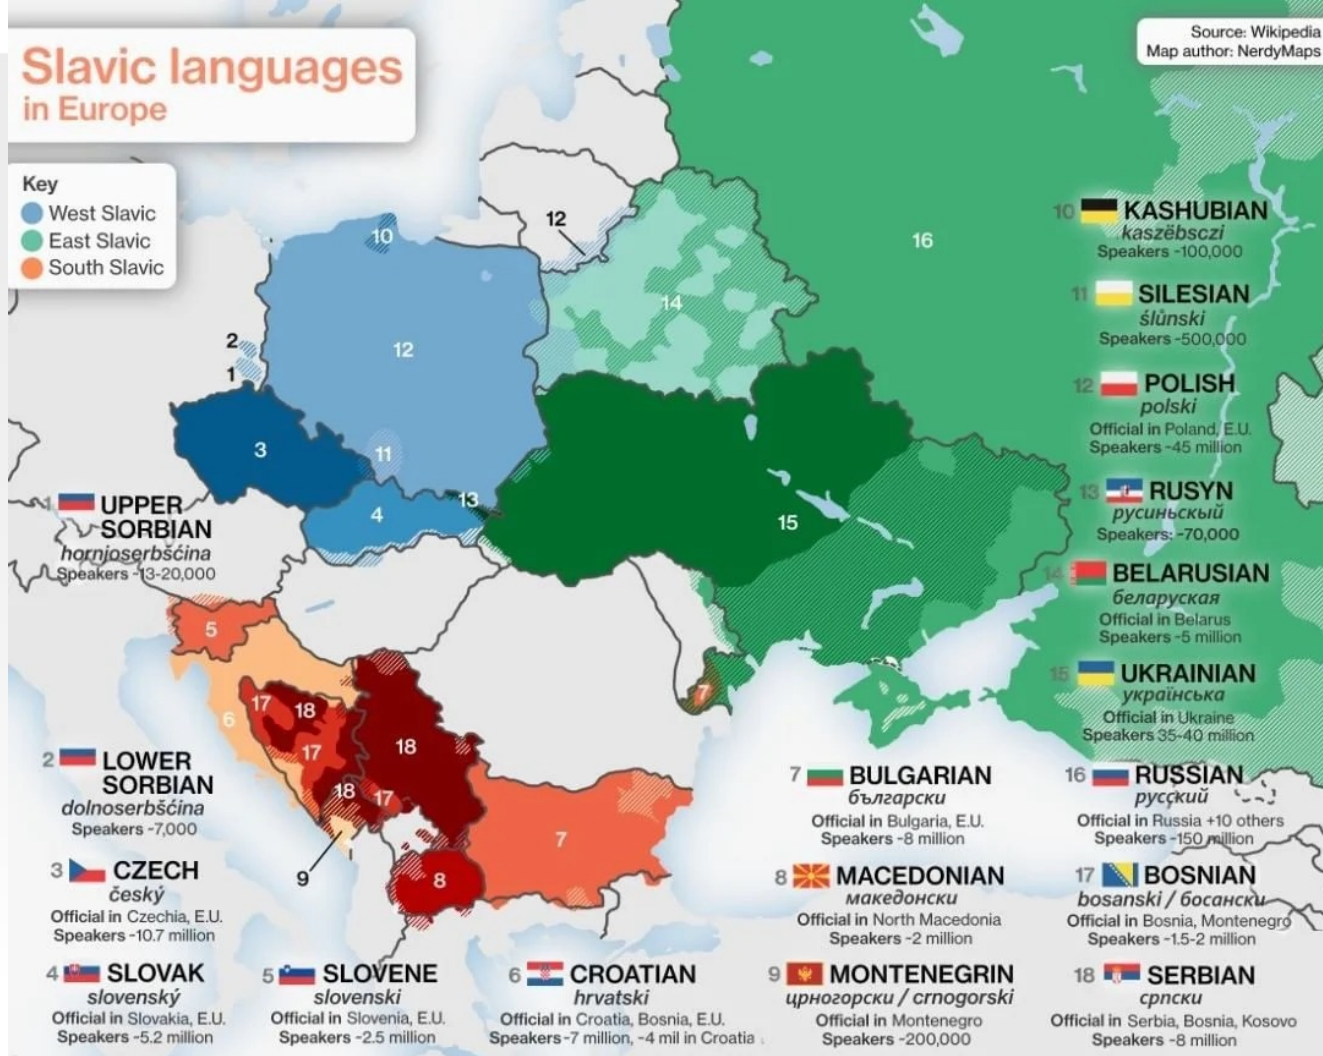 Slavic languages
in Europe
Source: Wikipedia
Map author: NerdyMaps
Key
West Slavic
East Slavic
South Slavic
10
12
16
14
12
2
1
3
11
13
4
15
5
17
18
6
17
18
18
17
7
7
8
9
1 UPPER
SORBIAN
hornjoserbšćina
Speakers ~13-20,000
2 LOWER
SORBIAN
dolnoserbšćina
Speakers ~7,000
3 CZECH
český
Official in Czechia, E.U.
Speakers ~10.7 million
4 SLOVAK
slovenský
Official in Slovakia, E.U.
Speakers ~5.2 million
5 SLOVENE
slovenski
Official in Slovenia, E.U.
Speakers ~2.5 million
6 CROATIAN
hrvatski
Official in Croatia, Bosnia, E.U.
Speakers ~7 million, ~4 mil in Croatia
7 BULGARIAN
български
Official in Bulgaria, E.U.
Speakers ~8 million
8 MACEDONIAN
македонски
Official in North Macedonia
Speakers ~2 million
9 MONTENEGRIN
црногорски / crnogorski
Official in Montenegro
Speakers ~200,000
10 KASHUBIAN
kaszëbsczi
Speakers ~100,000
11 SILESIAN
ślůnski
Speakers ~500,000
12 POLISH
polski
Official in Poland, E.U.
Speakers ~45 million
13 RUSYN
русиньскый
Speakers: ~70,000
14 BELARUSIAN
беларуская
Official in Belarus
Speakers ~5 million
15 UKRAINIAN
українська
Official in Ukraine
Speakers 35-40 million
16 RUSSIAN
русский
Official in Russia +10 others
Speakers ~150 million
17 BOSNIAN
bosanski / босански
Official in Bosnia, Montenegro
Speakers ~1.5-2 million
18 SERBIAN
српски
Official in Serbia, Bosnia, Kosovo
Speakers ~8 million